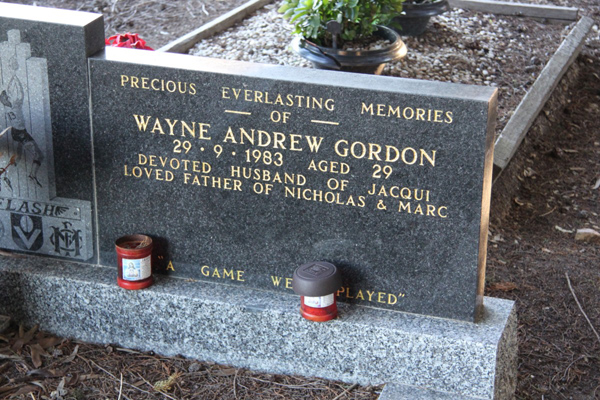 PRECIOUS EVERLASTING MEMORIES
OF
WAYNE ANDREW GORDON
29 · 9 · 1983 AGED 29
DEVOTED HUSBAND OF JACQUI
LOVED FATHER OF NICHOLAS & MARC
"A GAME PLAYED"
FLASH